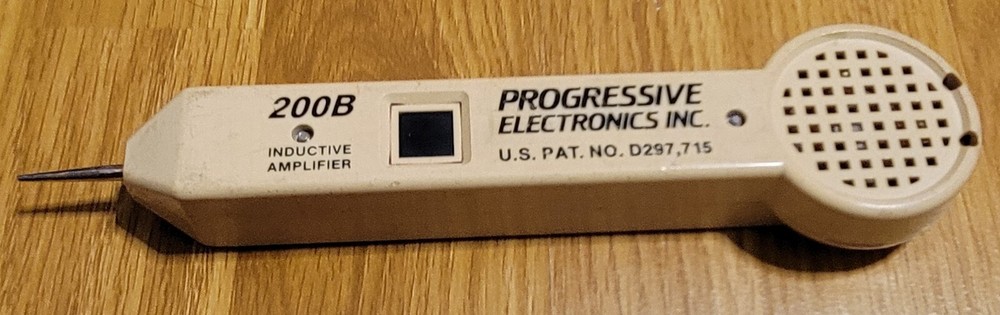 200B
INDUCTIVE
AMPLIFIER
PROGRESSIVE
ELECTRONICS INC.
U.S. PAT. NO. D297,715